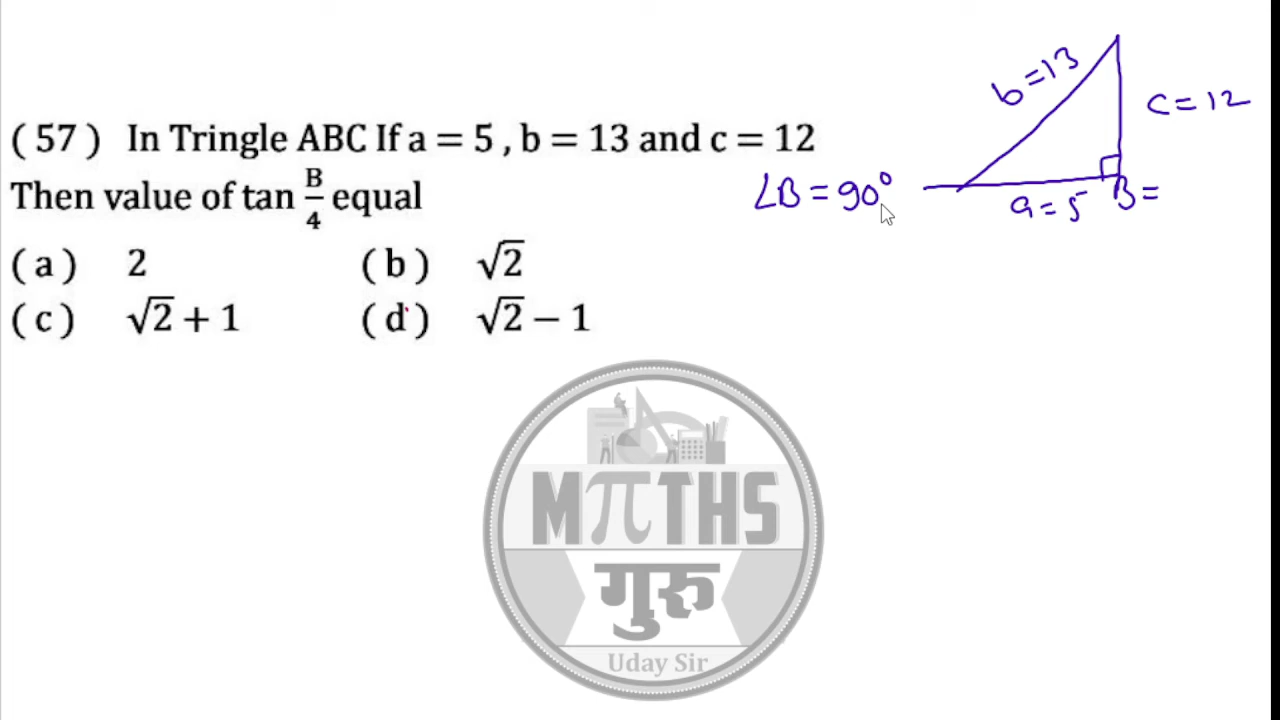 ( 57 ) In Tringle ABC If a = 5 , b = 13 and c = 12
Then value of tan B/4 equal
( a ) 2 ( b ) √2
( c ) √2 + 1 ( d ) √2 − 1
b = 13
c = 12
∠B = 90°
a = 5
B =
MπTHS
गुरु
Uday Sir